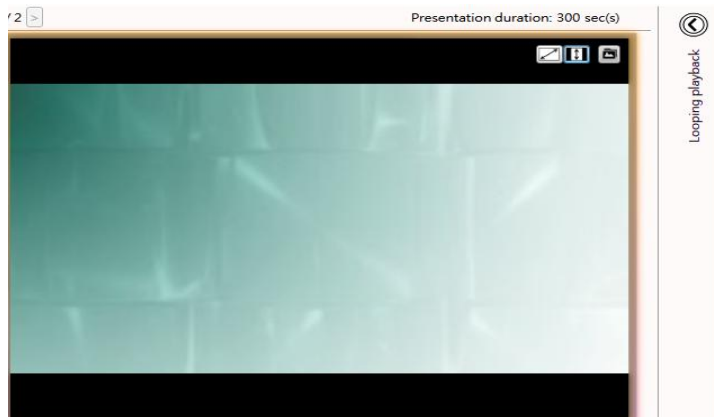 / 2 >
Presentation duration: 300 sec(s)
Looping playback